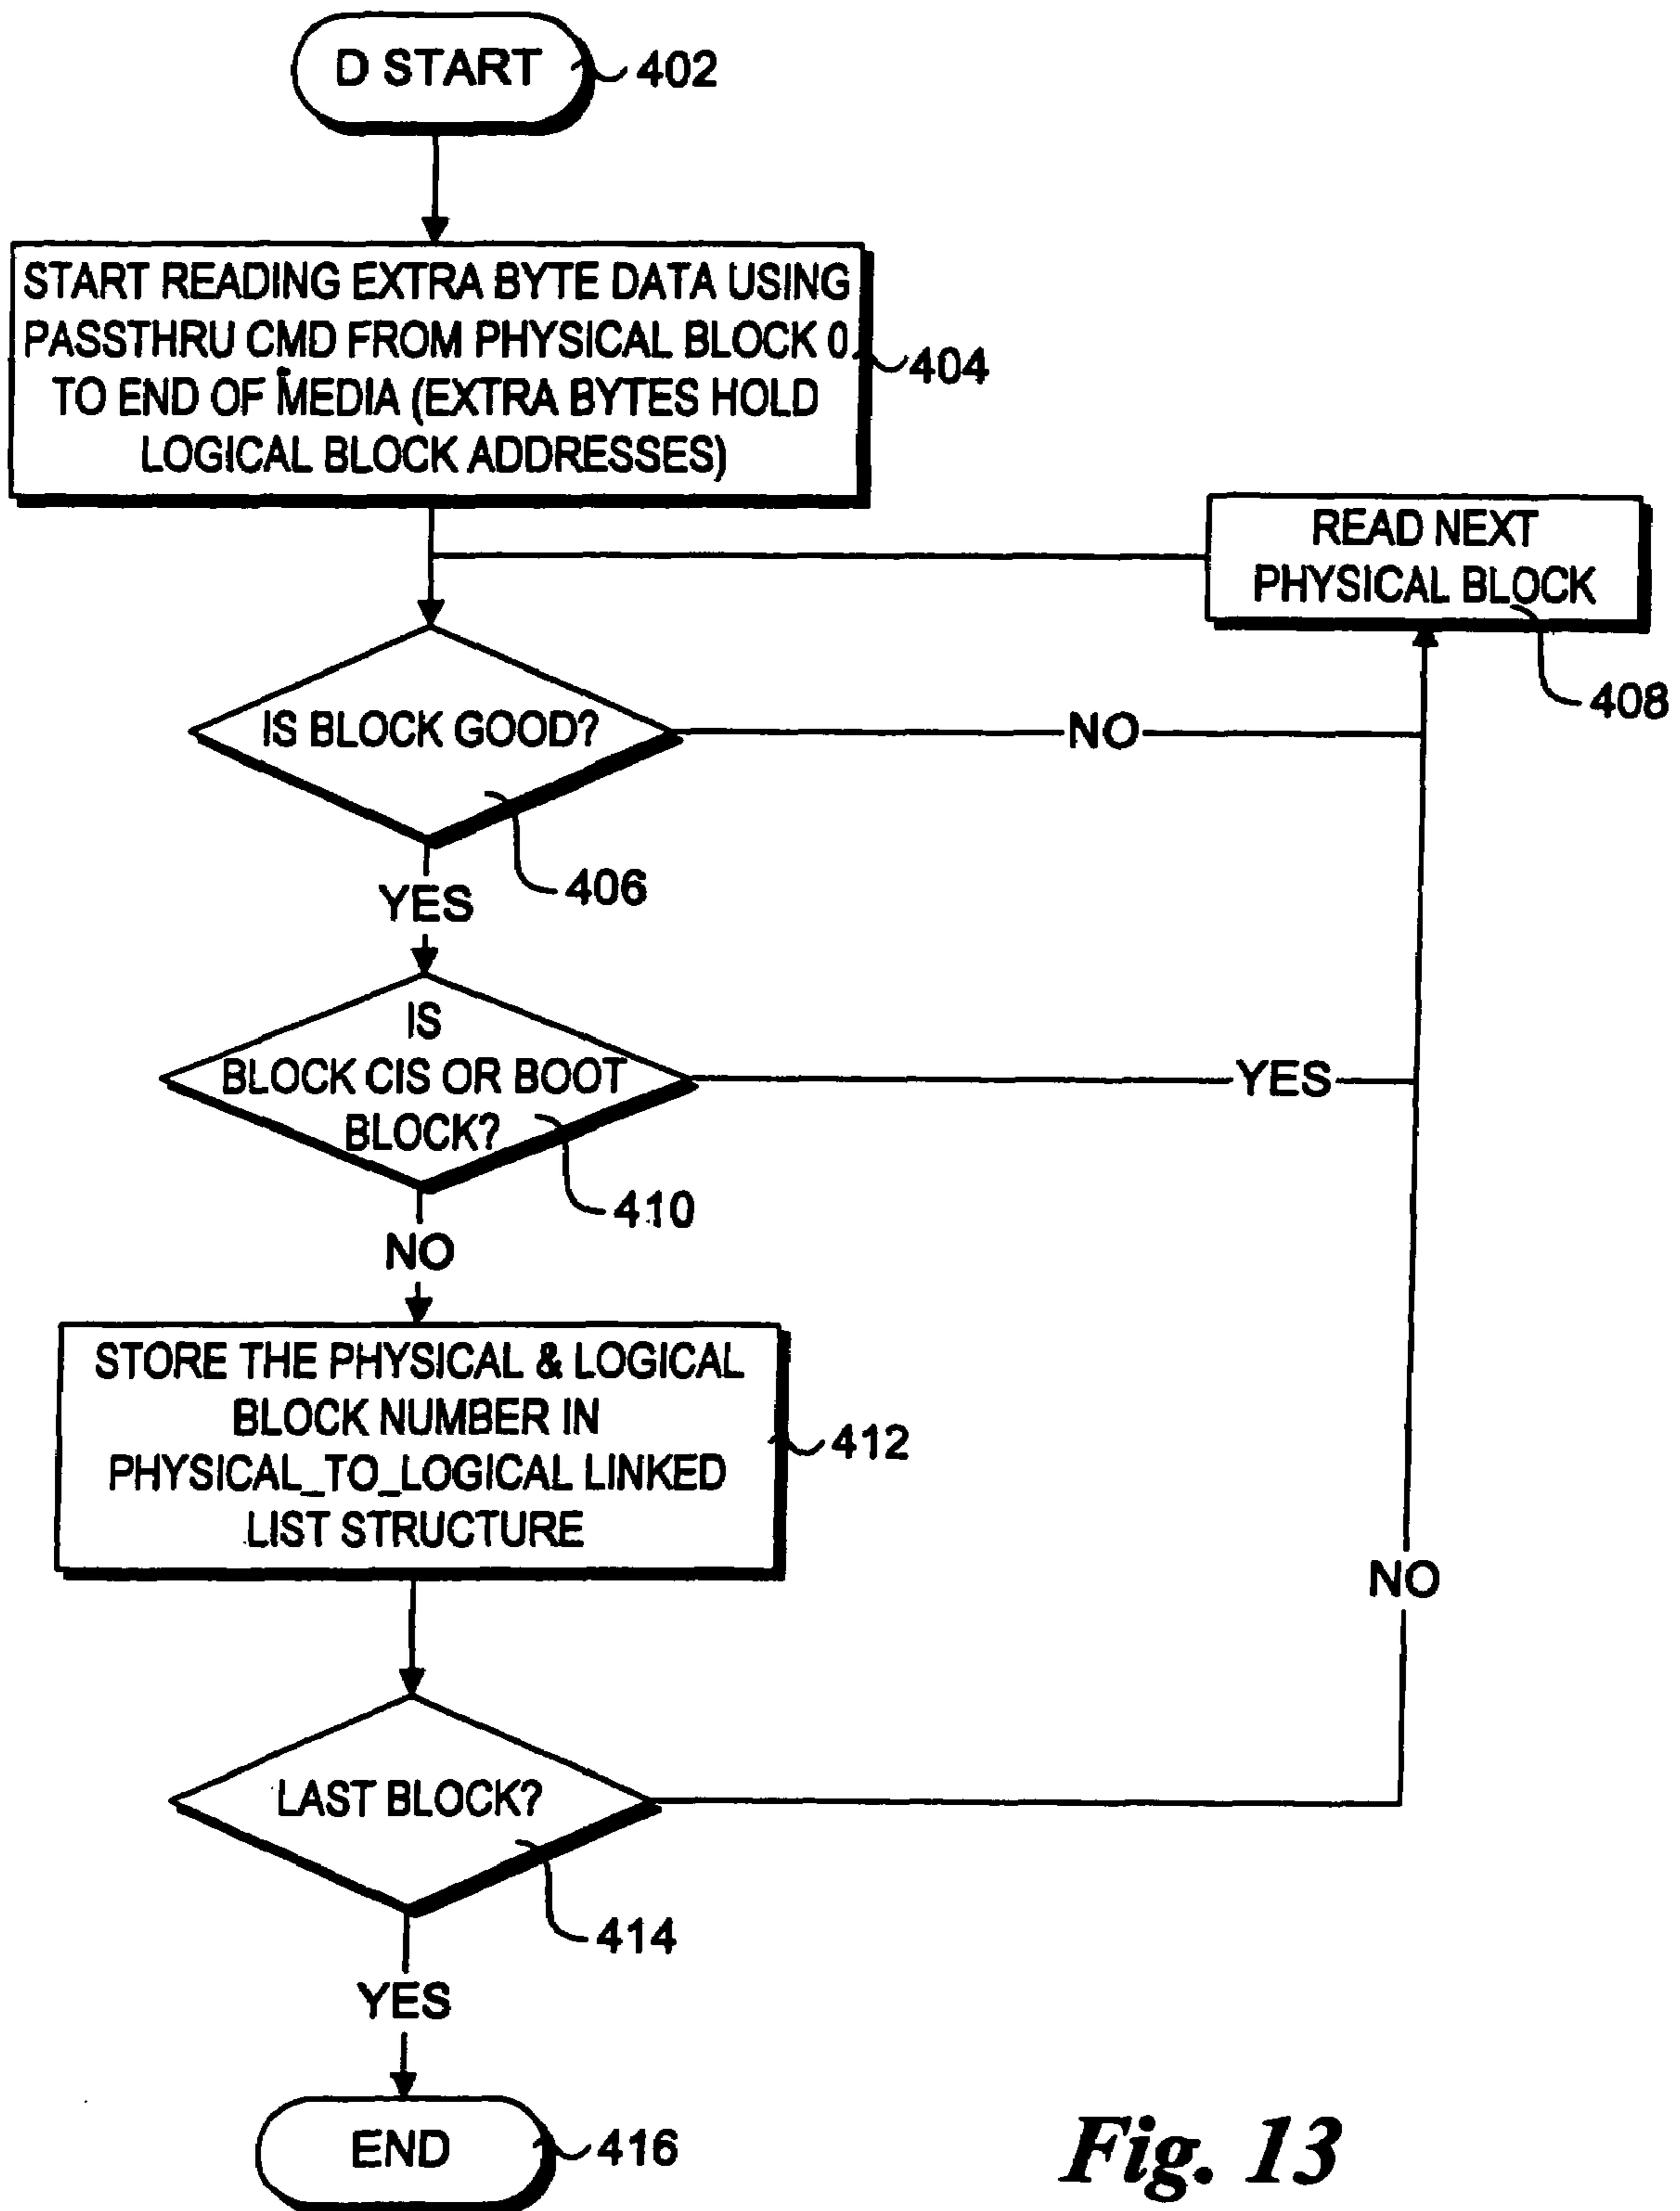 D START
402
START READING EXTRA BYTE DATA USING
PASSTHRU CMD FROM PHYSICAL BLOCK 0
TO END OF MEDIA (EXTRA BYTES HOLD
LOGICAL BLOCK ADDRESSES)
404
READ NEXT
PHYSICAL BLOCK
408
IS BLOCK GOOD?
NO
406
YES
IS
BLOCK CIS OR BOOT
BLOCK?
YES
410
NO
STORE THE PHYSICAL & LOGICAL
BLOCK NUMBER IN
PHYSICAL_TO_LOGICAL LINKED
LIST STRUCTURE
412
NO
LAST BLOCK?
414
YES
END
416
Fig. 13